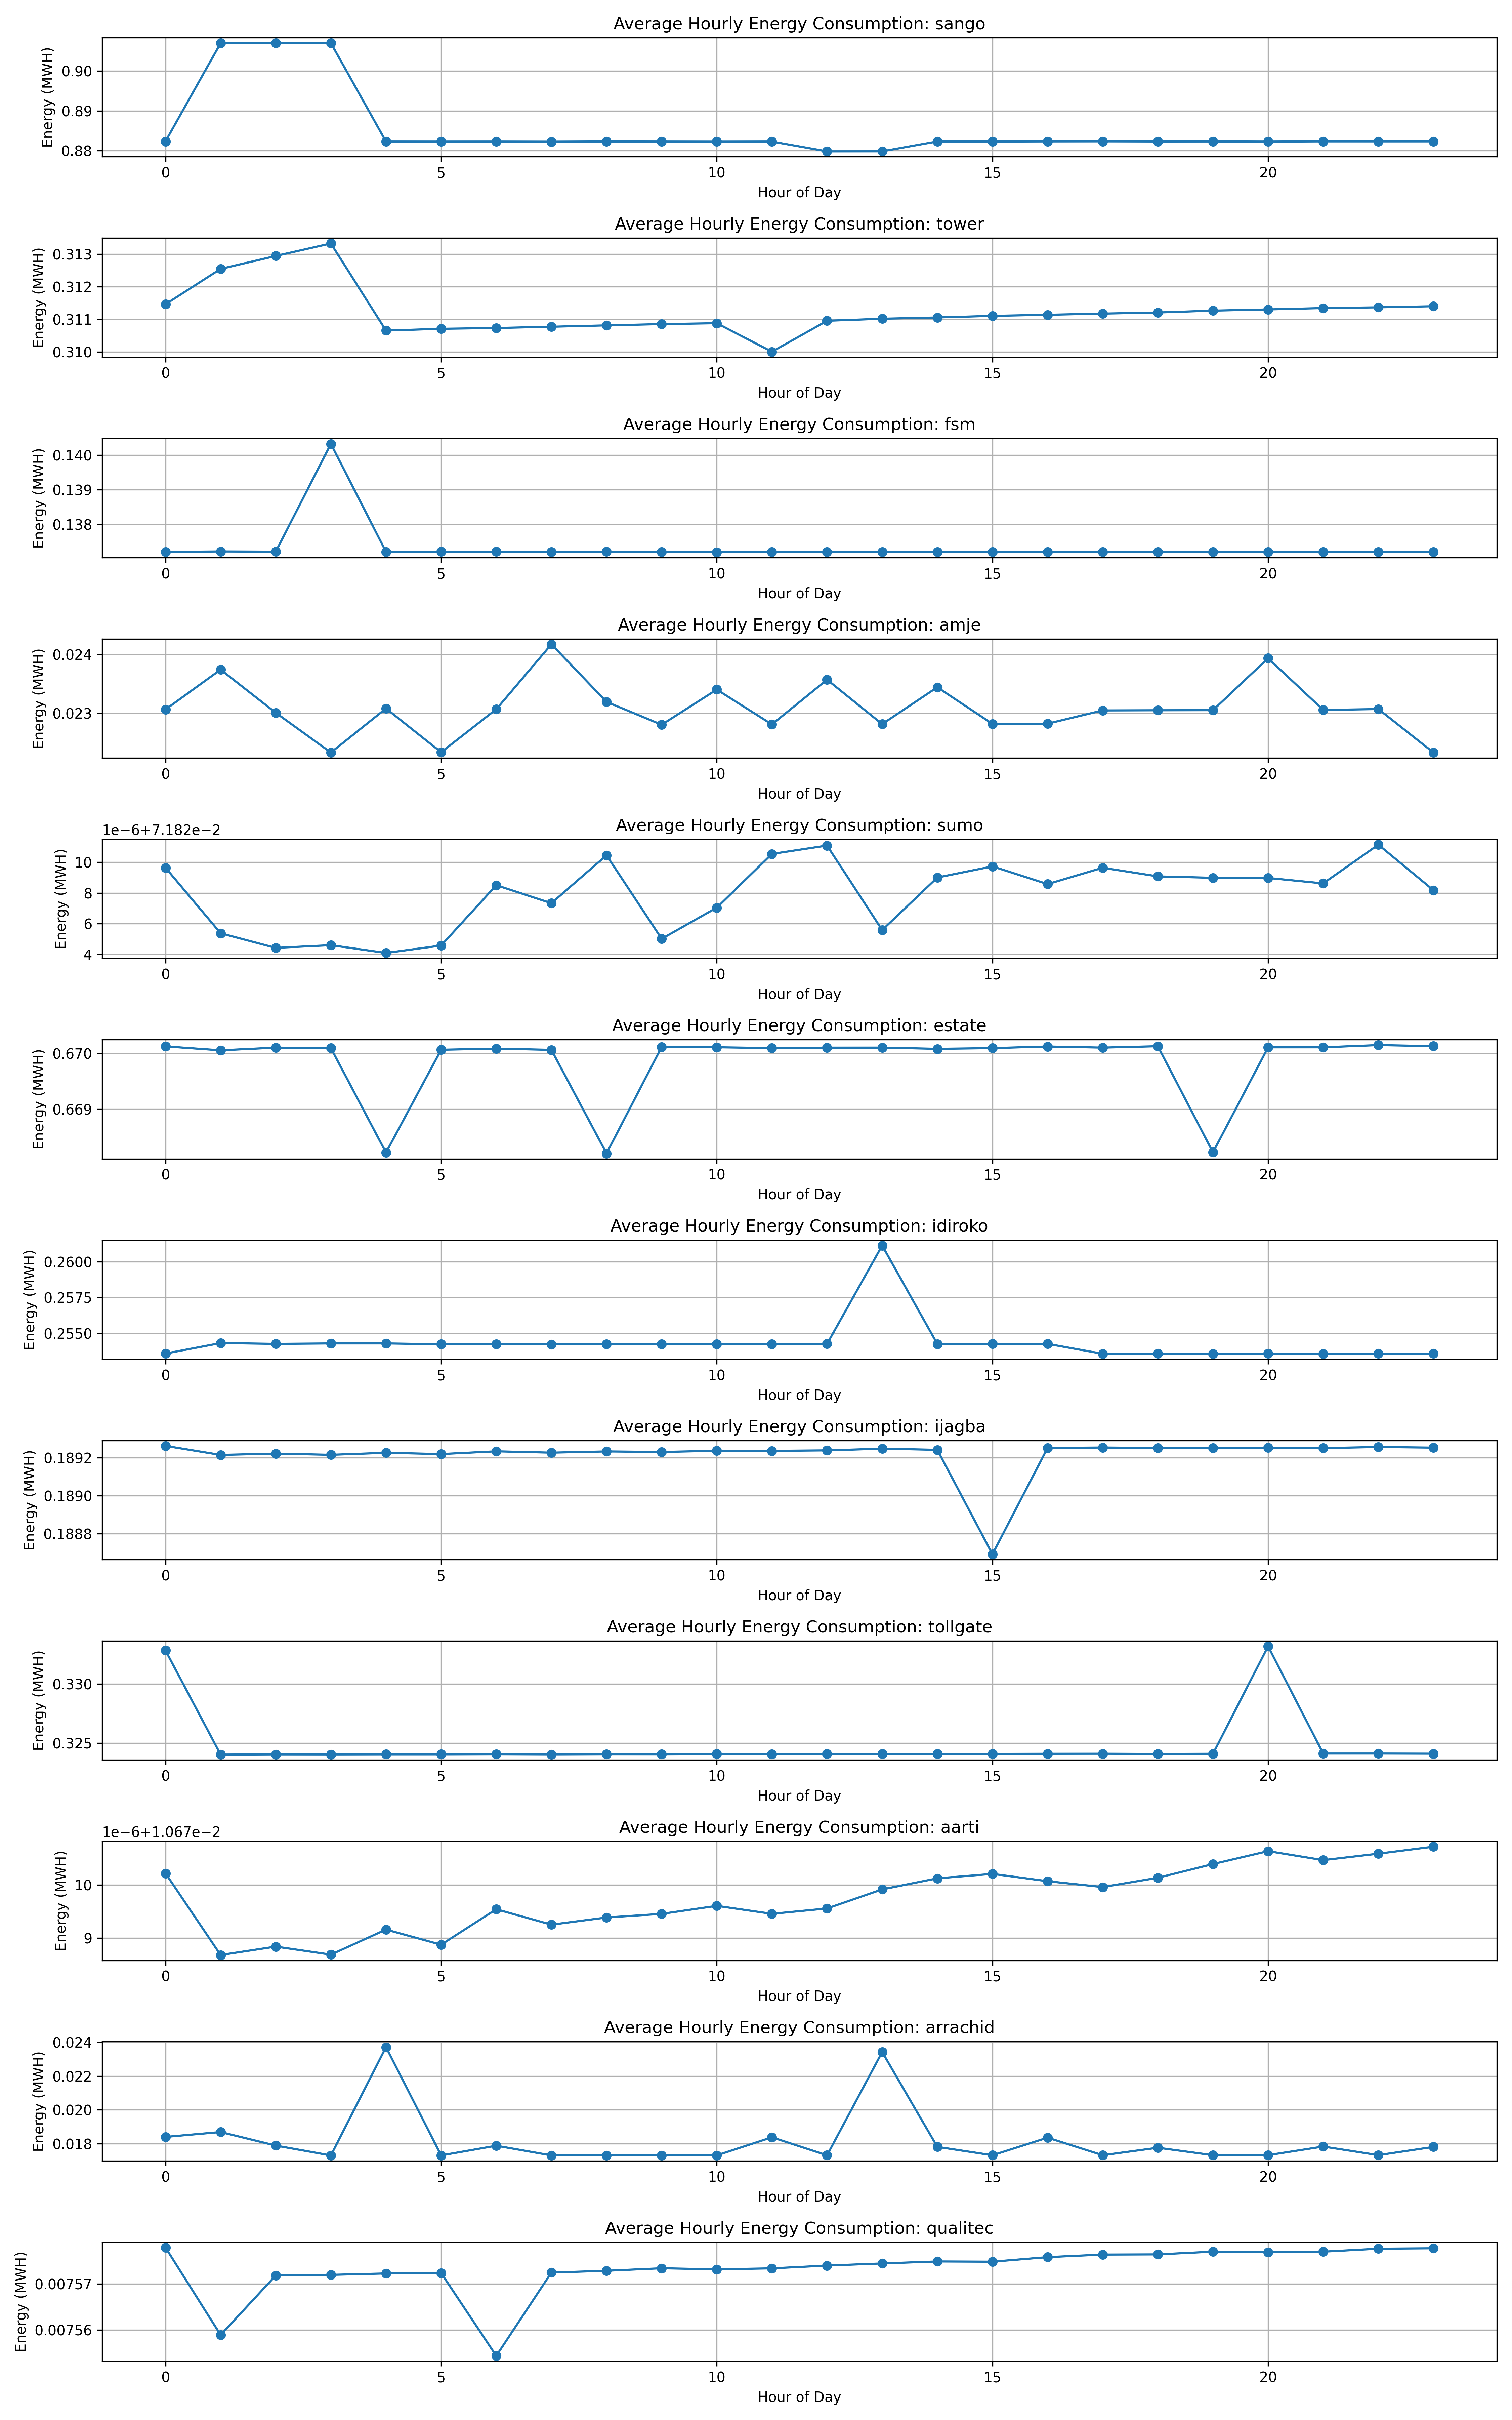 Average Hourly Energy Consumption: sango
Energy (MWH)
0.90
0.89
0.88
0 5 10 15 20
Hour of Day
Average Hourly Energy Consumption: tower
Energy (MWH)
0.313
0.312
0.311
0.310
0 5 10 15 20
Hour of Day
Average Hourly Energy Consumption: fsm
Energy (MWH)
0.140
0.139
0.138
0 5 10 15 20
Hour of Day
Average Hourly Energy Consumption: amje
Energy (MWH)
0.024
0.023
0 5 10 15 20
Hour of Day
Average Hourly Energy Consumption: sumo
1e−6+7.182e−2
Energy (MWH)
10
8
6
4
0 5 10 15 20
Hour of Day
Average Hourly Energy Consumption: estate
Energy (MWH)
0.670
0.669
0 5 10 15 20
Hour of Day
Average Hourly Energy Consumption: idiroko
Energy (MWH)
0.2600
0.2575
0.2550
0 5 10 15 20
Hour of Day
Average Hourly Energy Consumption: ijagba
Energy (MWH)
0.1892
0.1890
0.1888
0 5 10 15 20
Hour of Day
Average Hourly Energy Consumption: tollgate
Energy (MWH)
0.330
0.325
0 5 10 15 20
Hour of Day
Average Hourly Energy Consumption: aarti
1e−6+1.067e−2
Energy (MWH)
10
9
0 5 10 15 20
Hour of Day
Average Hourly Energy Consumption: arrachid
Energy (MWH)
0.024
0.022
0.020
0.018
0 5 10 15 20
Hour of Day
Average Hourly Energy Consumption: qualitec
Energy (MWH)
0.00757
0.00756
0 5 10 15 20
Hour of Day